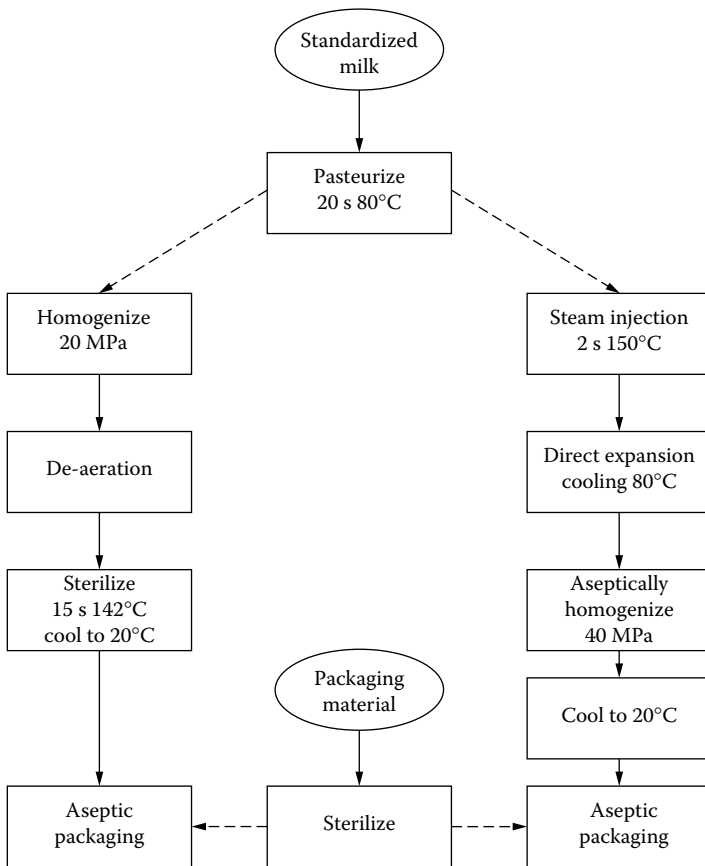 Standardized
milk
Pasteurize
20 s 80°C
Homogenize
20 MPa
Steam injection
2 s 150°C
De-aeration
Direct expansion
cooling 80°C
Sterilize
15 s 142°C
cool to 20°C
Aseptically
homogenize
40 MPa
Packaging
material
Cool to 20°C
Aseptic
packaging
Sterilize
Aseptic
packaging